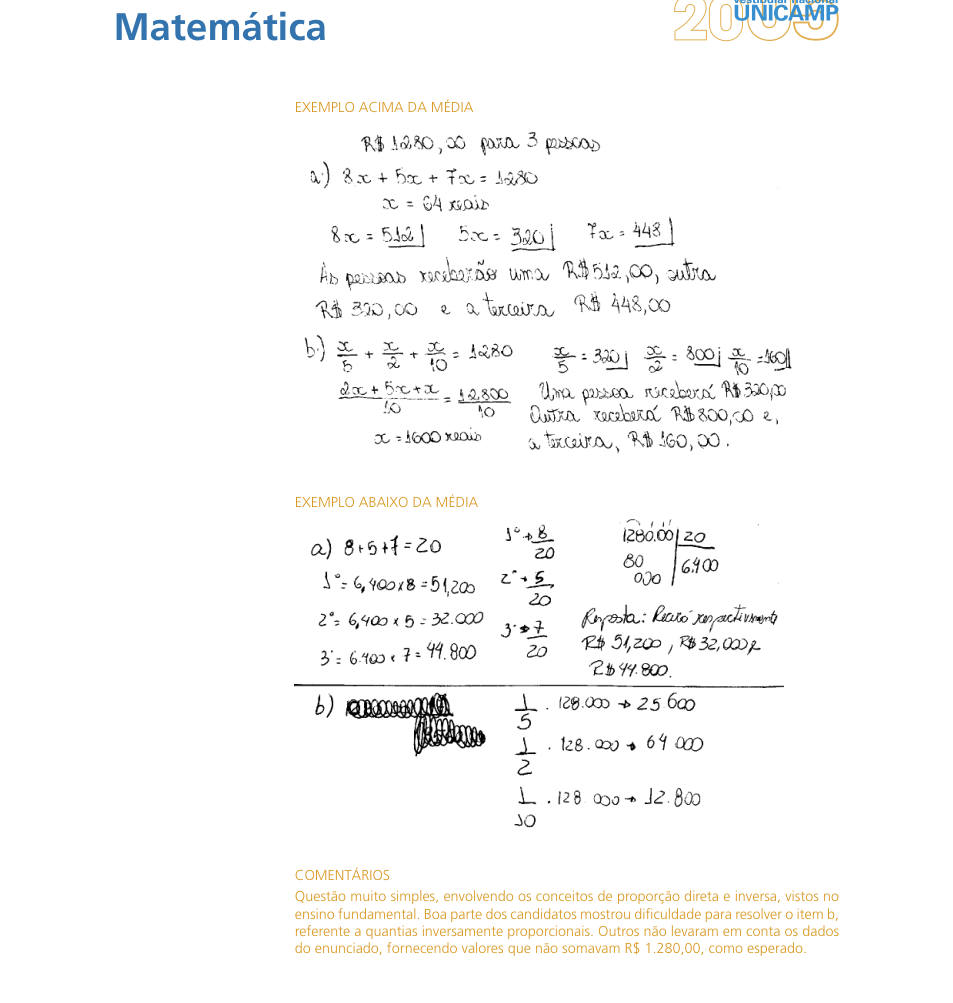 Matemática
vestibular nacional
2005
UNICAMP
EXEMPLO ACIMA DA MÉDIA
R$ 1280,00 para 3 pessoas
a.) 8x + 5x + 7x = 1280
x = 64 reais
8x = 512 5x = 320 7x = 448
As pessoas receberão uma R$ 512,00, outra
R$ 320,00 e a terceira R$ 448,00
b.) x/5 + x/2 + x/10 = 1280 x/5 = 320 x/2 = 800 x/10 = 160
2x + 5x + x/10 = 12800/10 Uma pessoa receberá R$ 320,00
Outra receberá R$ 800,00 e,
x = 1600 reais a terceira, R$ 160,00.
EXEMPLO ABAIXO DA MÉDIA
a) 8+5+7=20 1° → 8/20 1280.00 | 20
80 6.400
000
1° = 6,400 x 8 = 51,200 2° → 5/20
2° = 6,400 x 5 = 32.000 3° → 7/20 Resposta: respectivamente
3° = 6.400 x 7 = 44.800 R$ 51,200, R$ 32,000 e
R$ 44.800.
b) 1/5 . 128.000 → 25.600
1/2 . 128.000 → 64 000
1/10 . 128 000 → 12.800
COMENTÁRIOS
Questão muito simples, envolvendo os conceitos de proporção direta e inversa, vistos no
ensino fundamental. Boa parte dos candidatos mostrou dificuldade para resolver o item b,
referente a quantias inversamente proporcionais. Outros não levaram em conta os dados
do enunciado, fornecendo valores que não somavam R$ 1.280,00, como esperado.